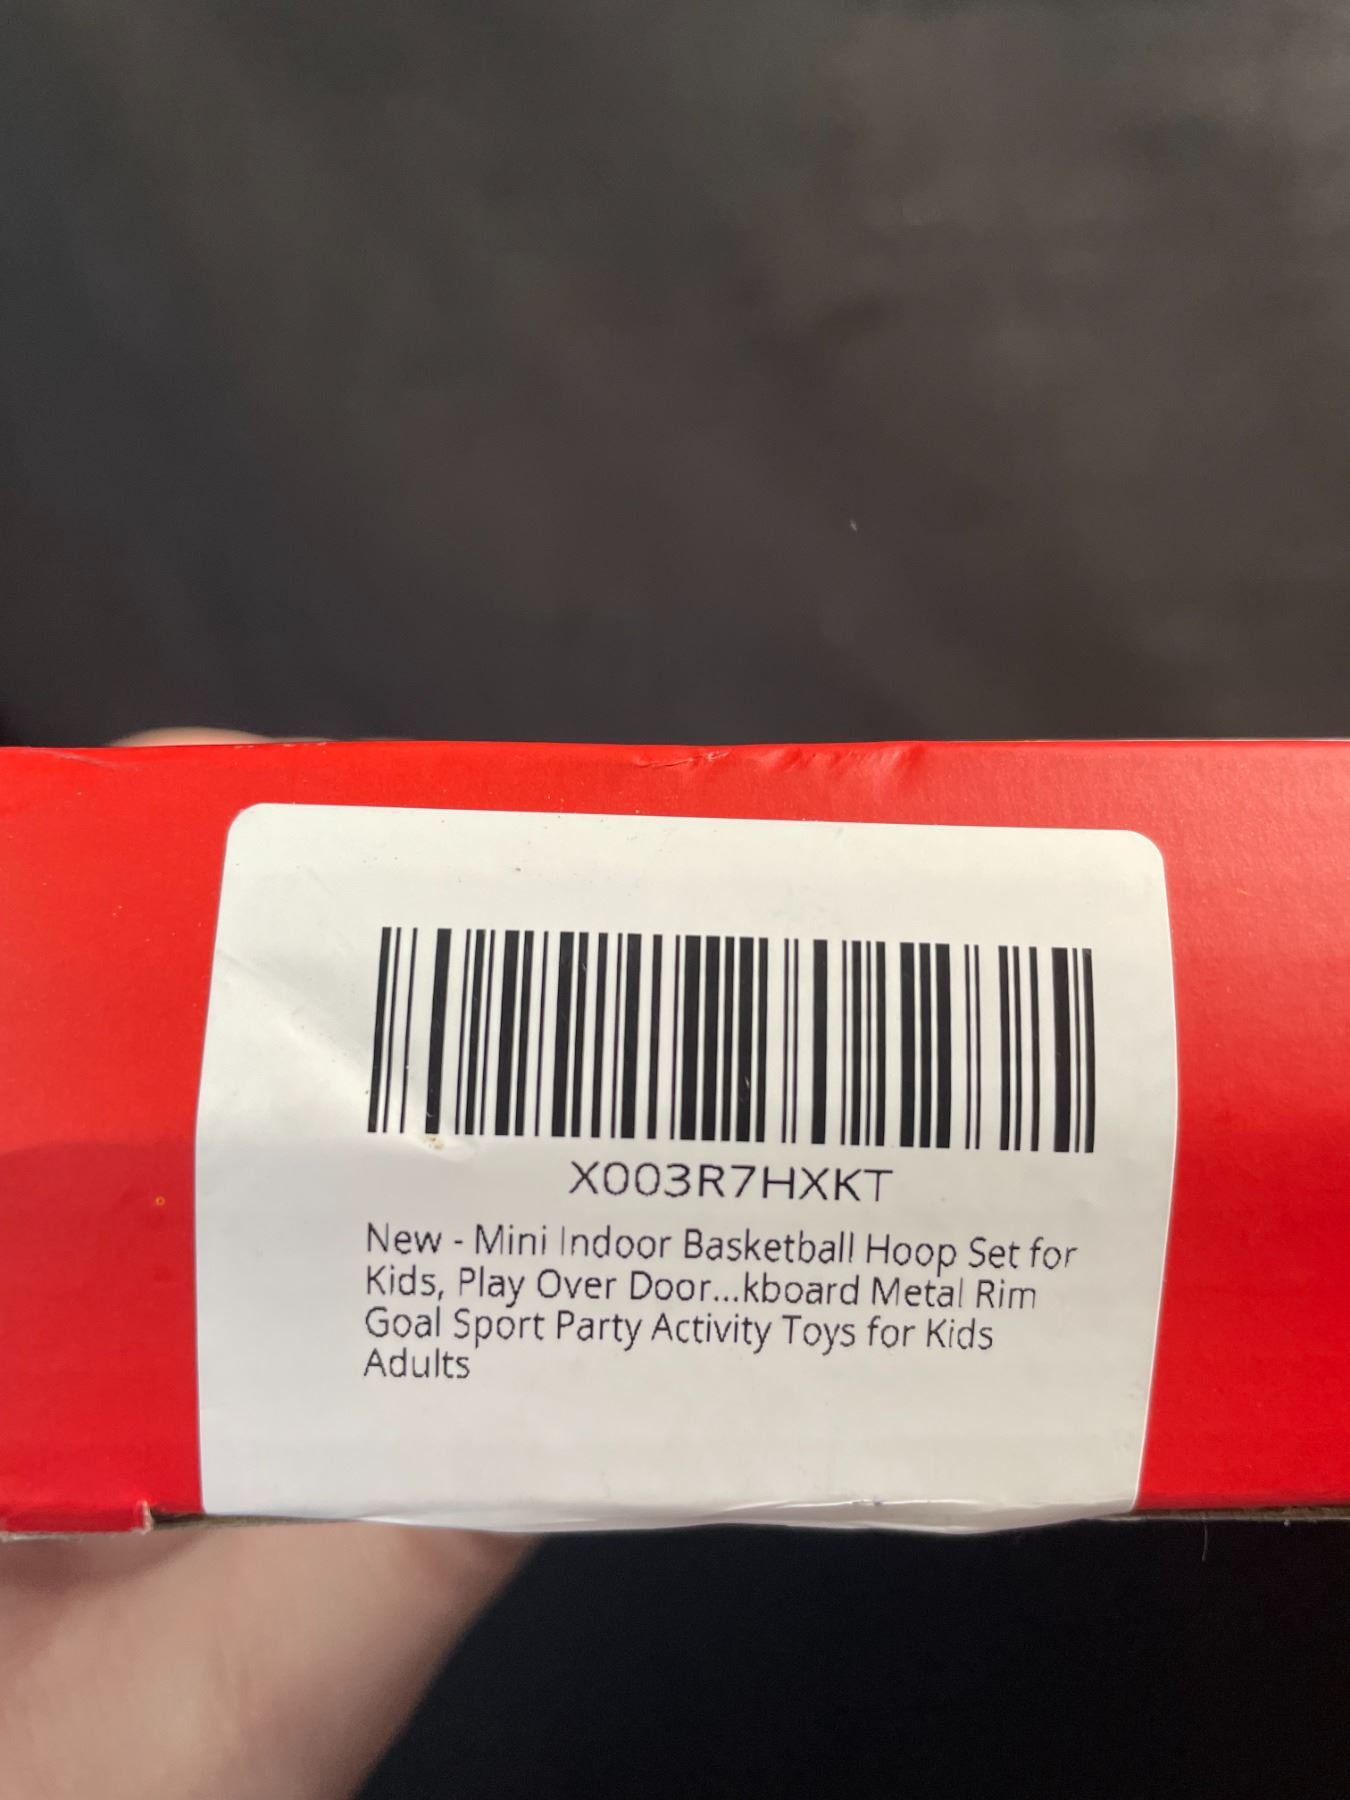 X003R7HXKT
New - Mini Indoor Basketball Hoop Set for
Kids, Play Over Door...kboard Metal Rim
Goal Sport Party Activity Toys for Kids
Adults